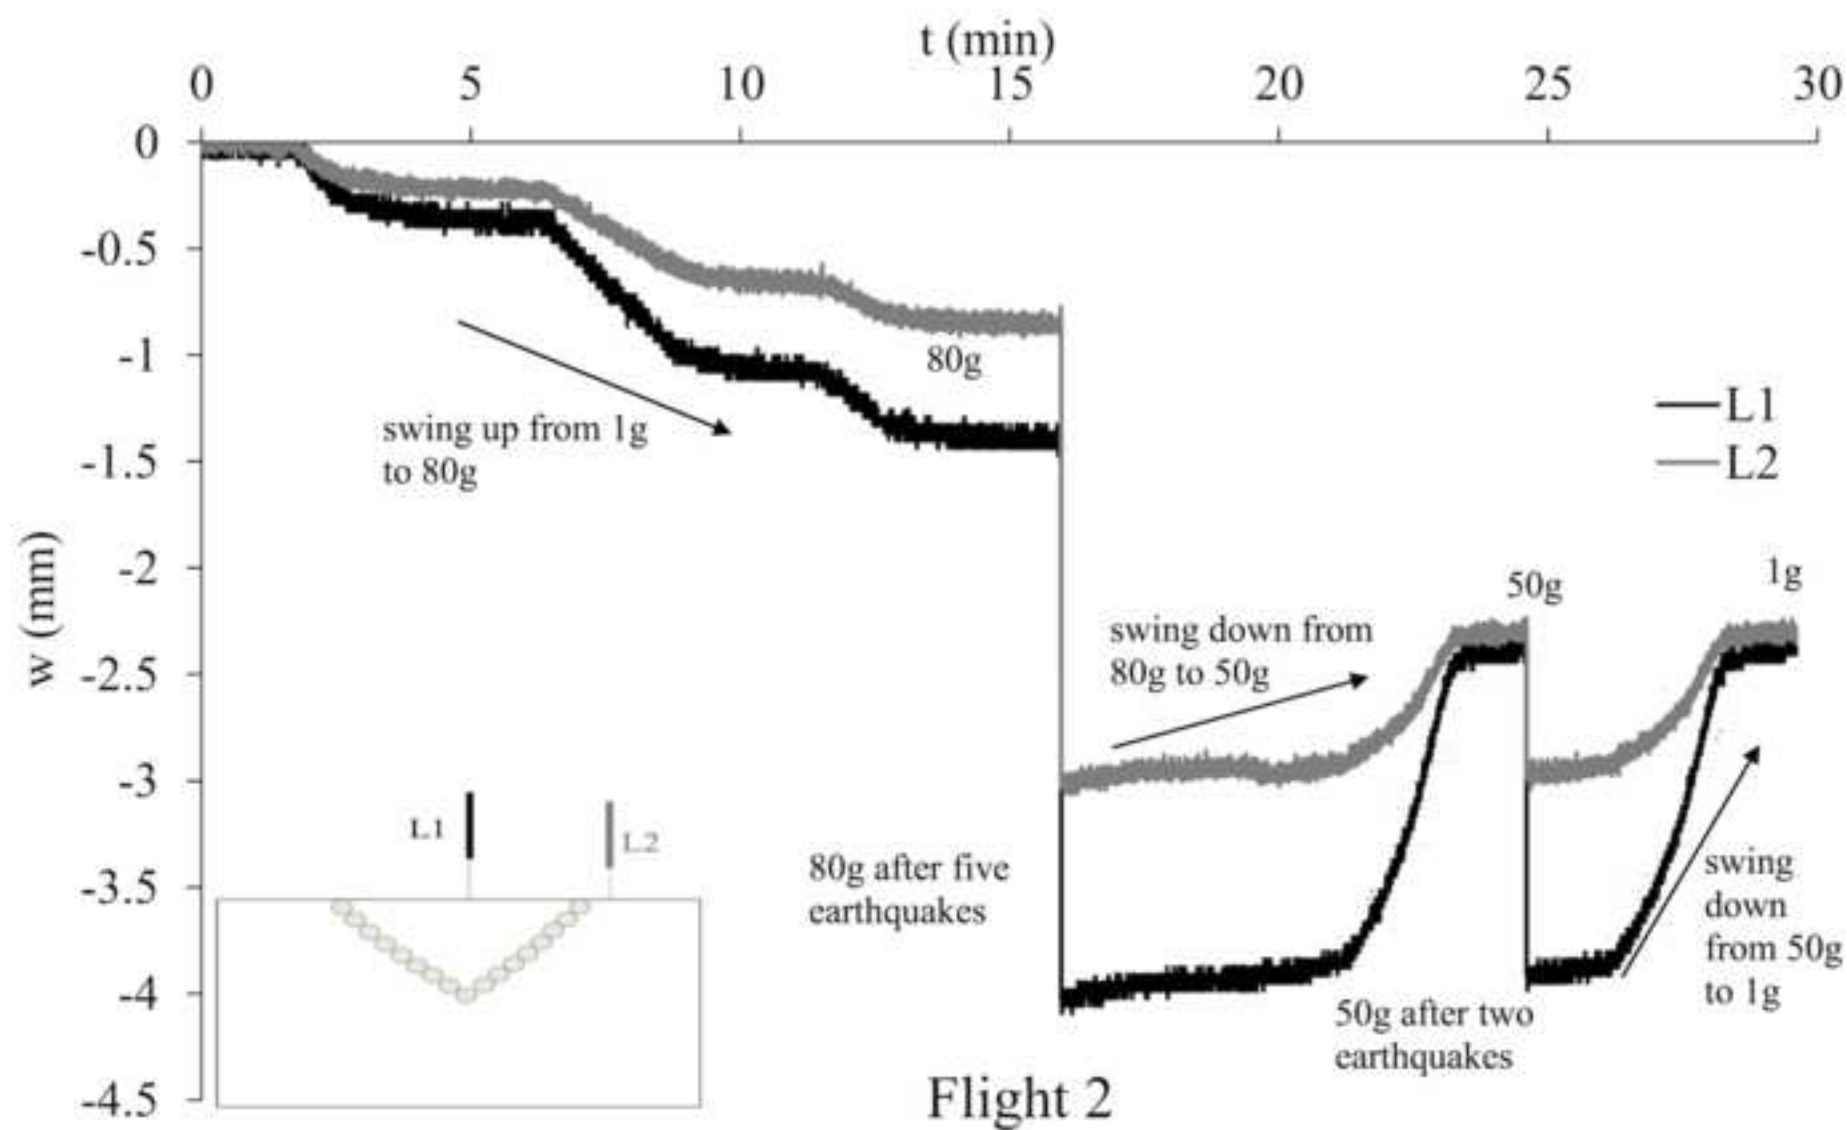 t (min)
0 5 10 15 20 25 30
0
-0.5
-1
-1.5
-2
-2.5
-3
-3.5
-4
-4.5
w (mm)
80g
swing up from 1g
to 80g
L1
L2
50g
1g
swing down from
80g to 50g
L1
L2
80g after five
earthquakes
swing
down
from 50g
to 1g
50g after two
earthquakes
Flight 2